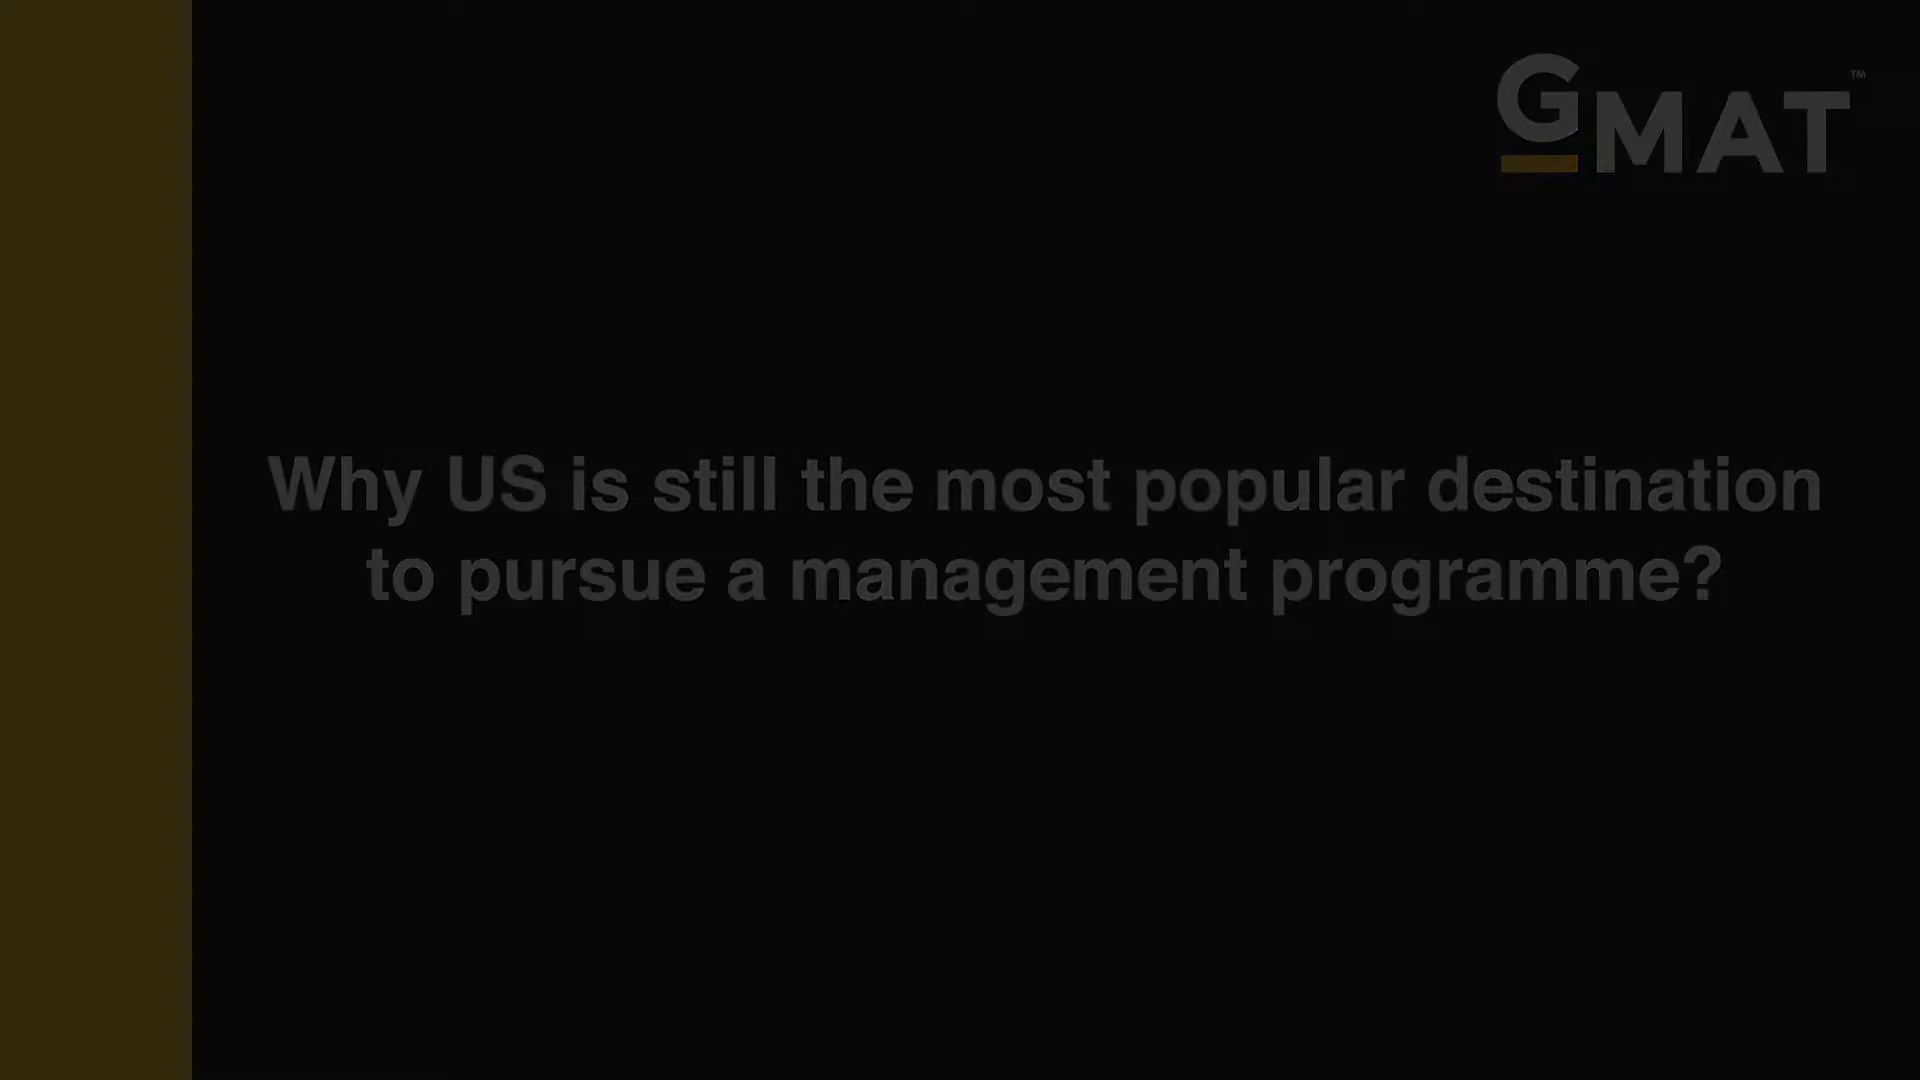 GMAT™
Why US is still the most popular destination
to pursue a management programme?